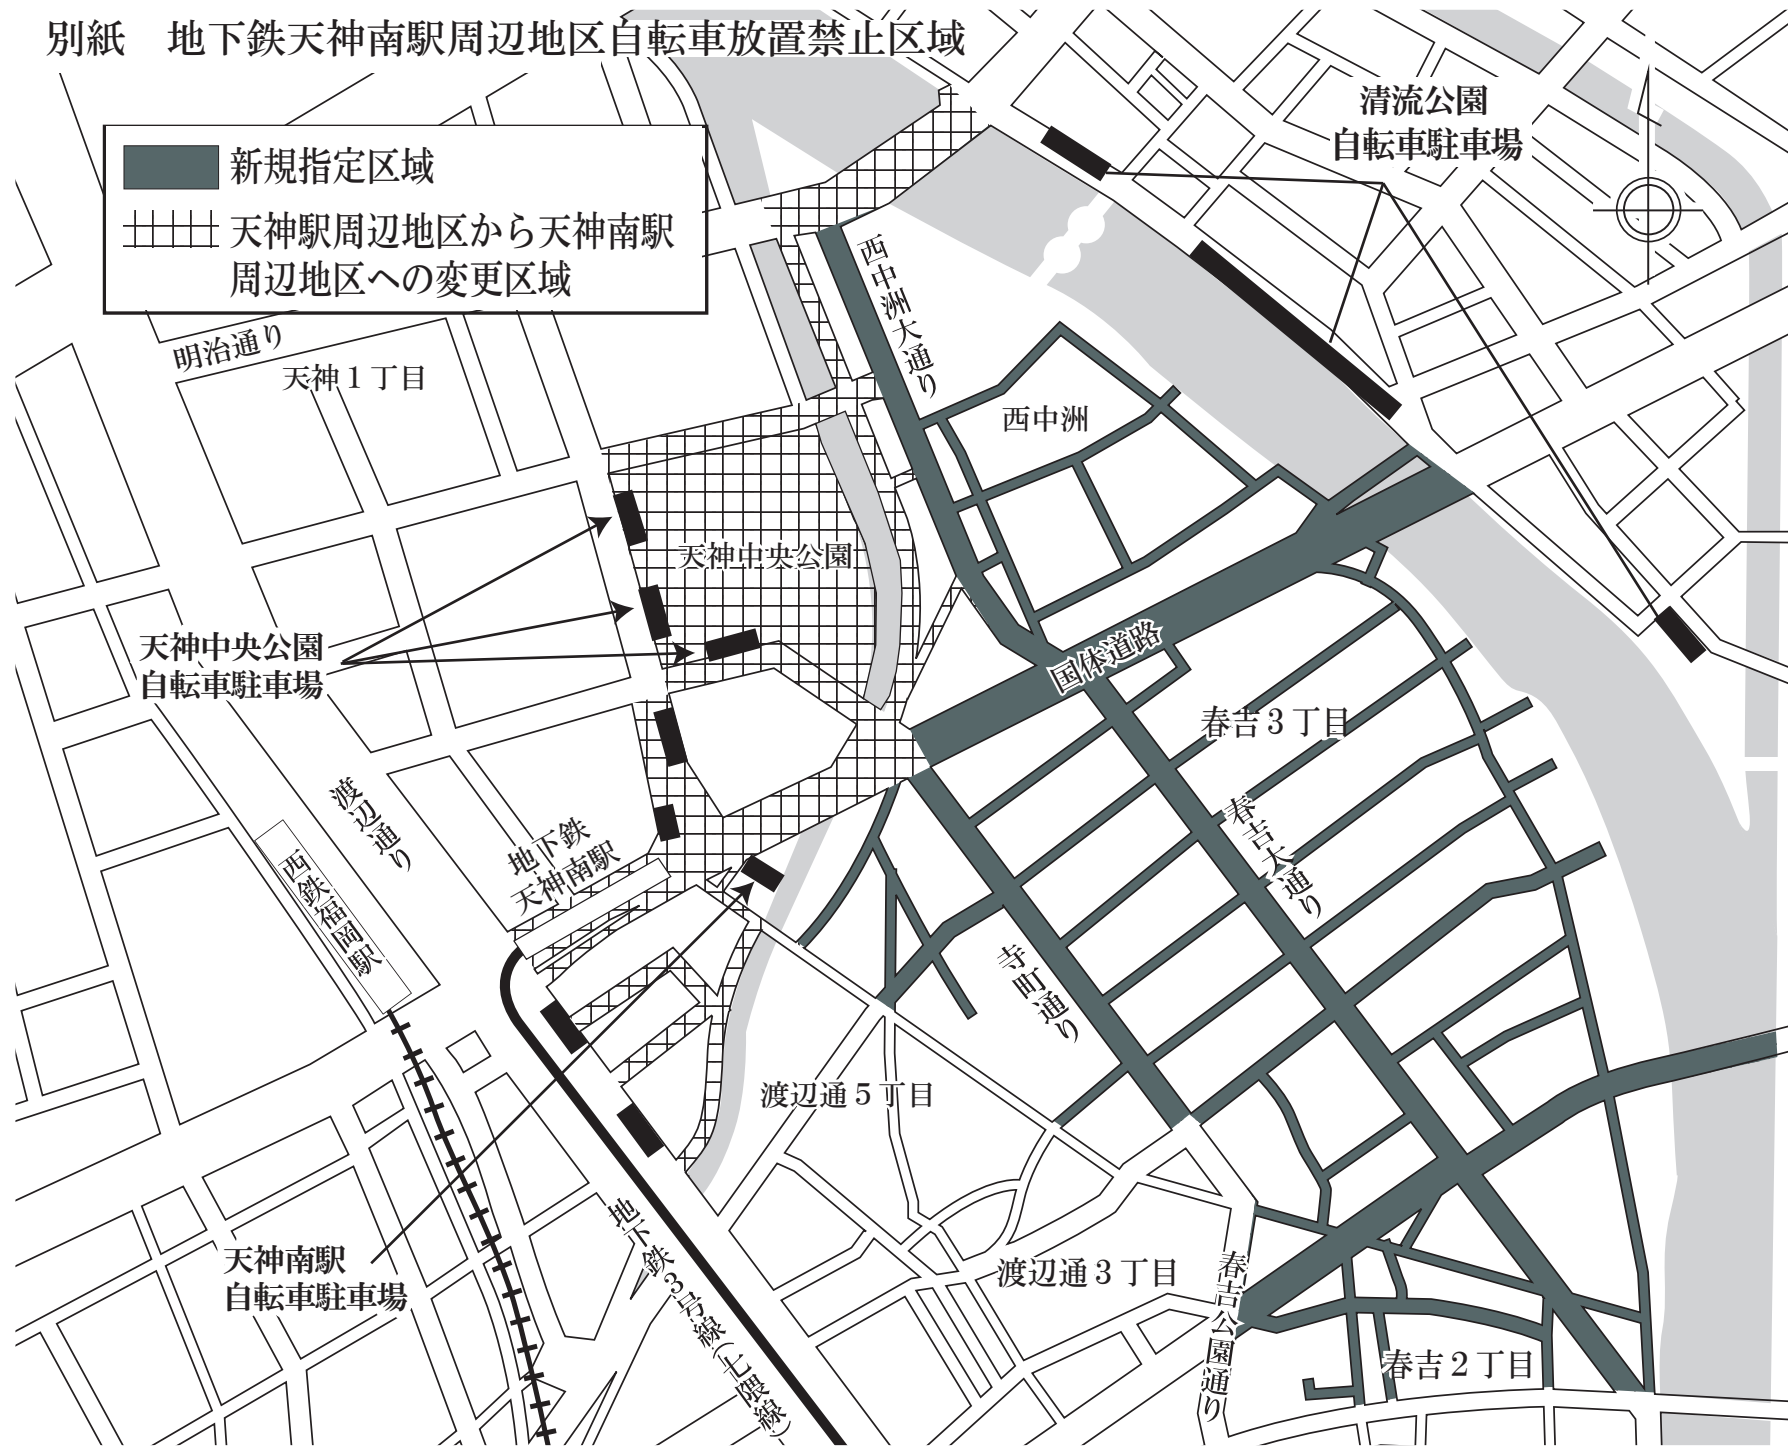 別紙　地下鉄天神南駅周辺地区自転車放置禁止区域
清流公園
自転車駐車場
新規指定区域
天神駅周辺地区から天神南駅
周辺地区への変更区域
西中洲大通り
明治通り
天神1丁目
西中洲
天神中央公園
天神中央公園
自転車駐車場
国体道路
春吉3丁目
渡辺通り
春吉大通り
地下鉄
天神南駅
西鉄福岡駅
寺町通り
渡辺通5丁目
地下鉄3号線(七隈線)
天神南駅
自転車駐車場
渡辺通3丁目
春吉公園通り
春吉2丁目